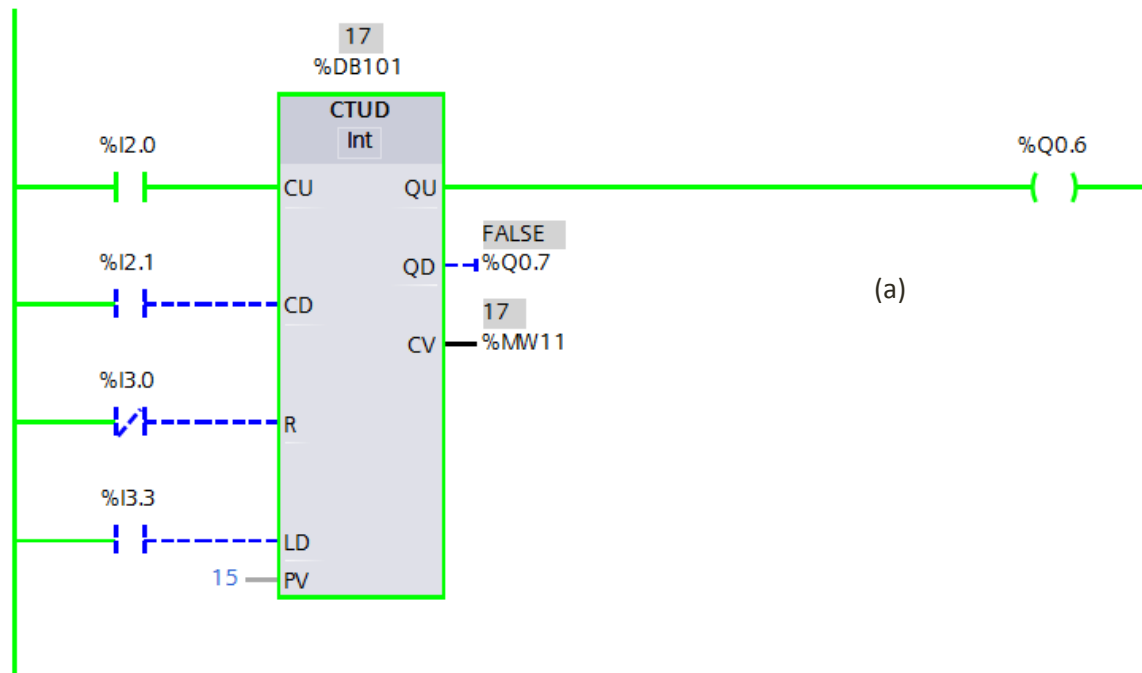 17
%DB101
CTUD
Int
%I2.0
CU
QU
%Q0.6
%I2.1
CD
QD
FALSE
%Q0.7
(a)
CV
17
%MW11
%I3.0
R
%I3.3
LD
15
PV